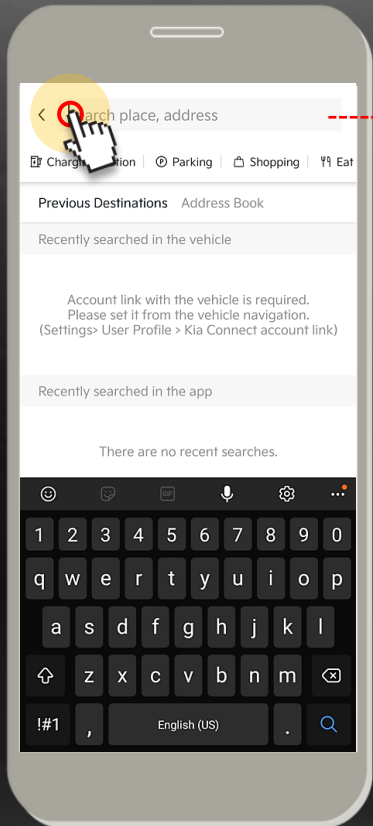 arch place, address
Parking
Shopping
Eat
Previous Destinations Address Book
Recently searched in the vehicle
Account link with the vehicle is required.
Please set it from the vehicle navigation.
(Settings> User Profile > Kia Connect account link)
Recently searched in the app
There are no recent searches.
GIF
1 2 3 4 5 6 7 8 9 0
q w e r t y u i o p
a s d f g h j k l
z x c v b n m
!#1 , English (US) .